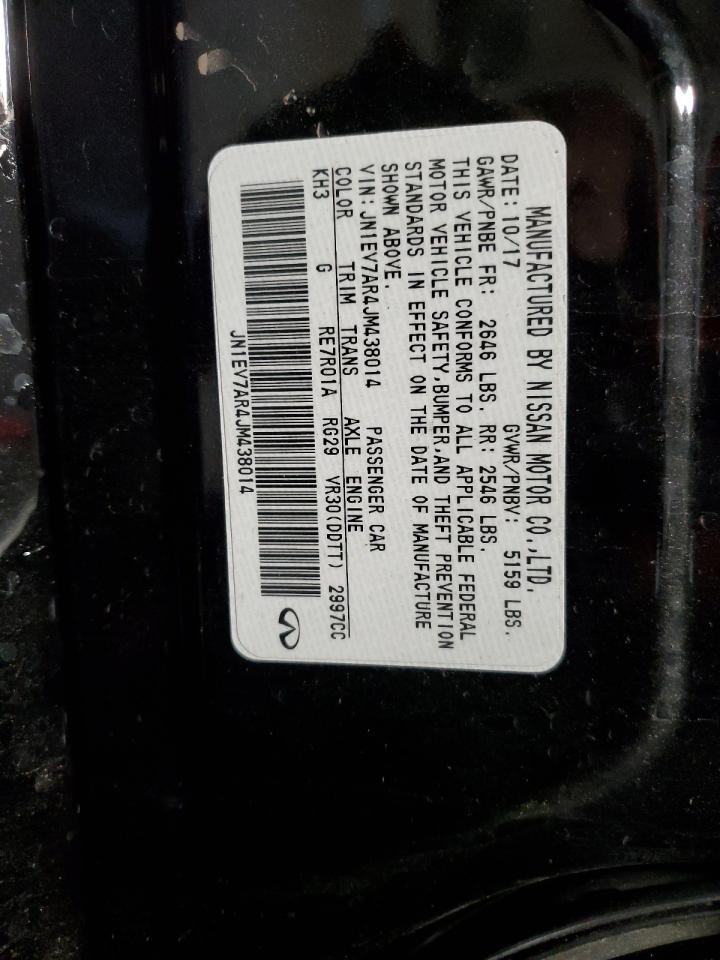 MANUFACTURED BY NISSAN MOTOR CO.,LTD.
DATE: 10/17 GVWR/PNBV: 5159 LBS.
GAWR/PNBE FR: 2646 LBS. RR: 2546 LBS.
THIS VEHICLE CONFORMS TO ALL APPLICABLE FEDERAL
MOTOR VEHICLE SAFETY,BUMPER,AND THEFT PREVENTION
STANDARDS IN EFFECT ON THE DATE OF MANUFACTURE
SHOWN ABOVE.
VIN: JN1EV7AR4JM438014 PASSENGER CAR
COLOR TRIM TRANS AXLE ENGINE
KH3 G RE7R01A RG29 VR30(DDTT) 2997CC
JN1EV7AR4JM438014